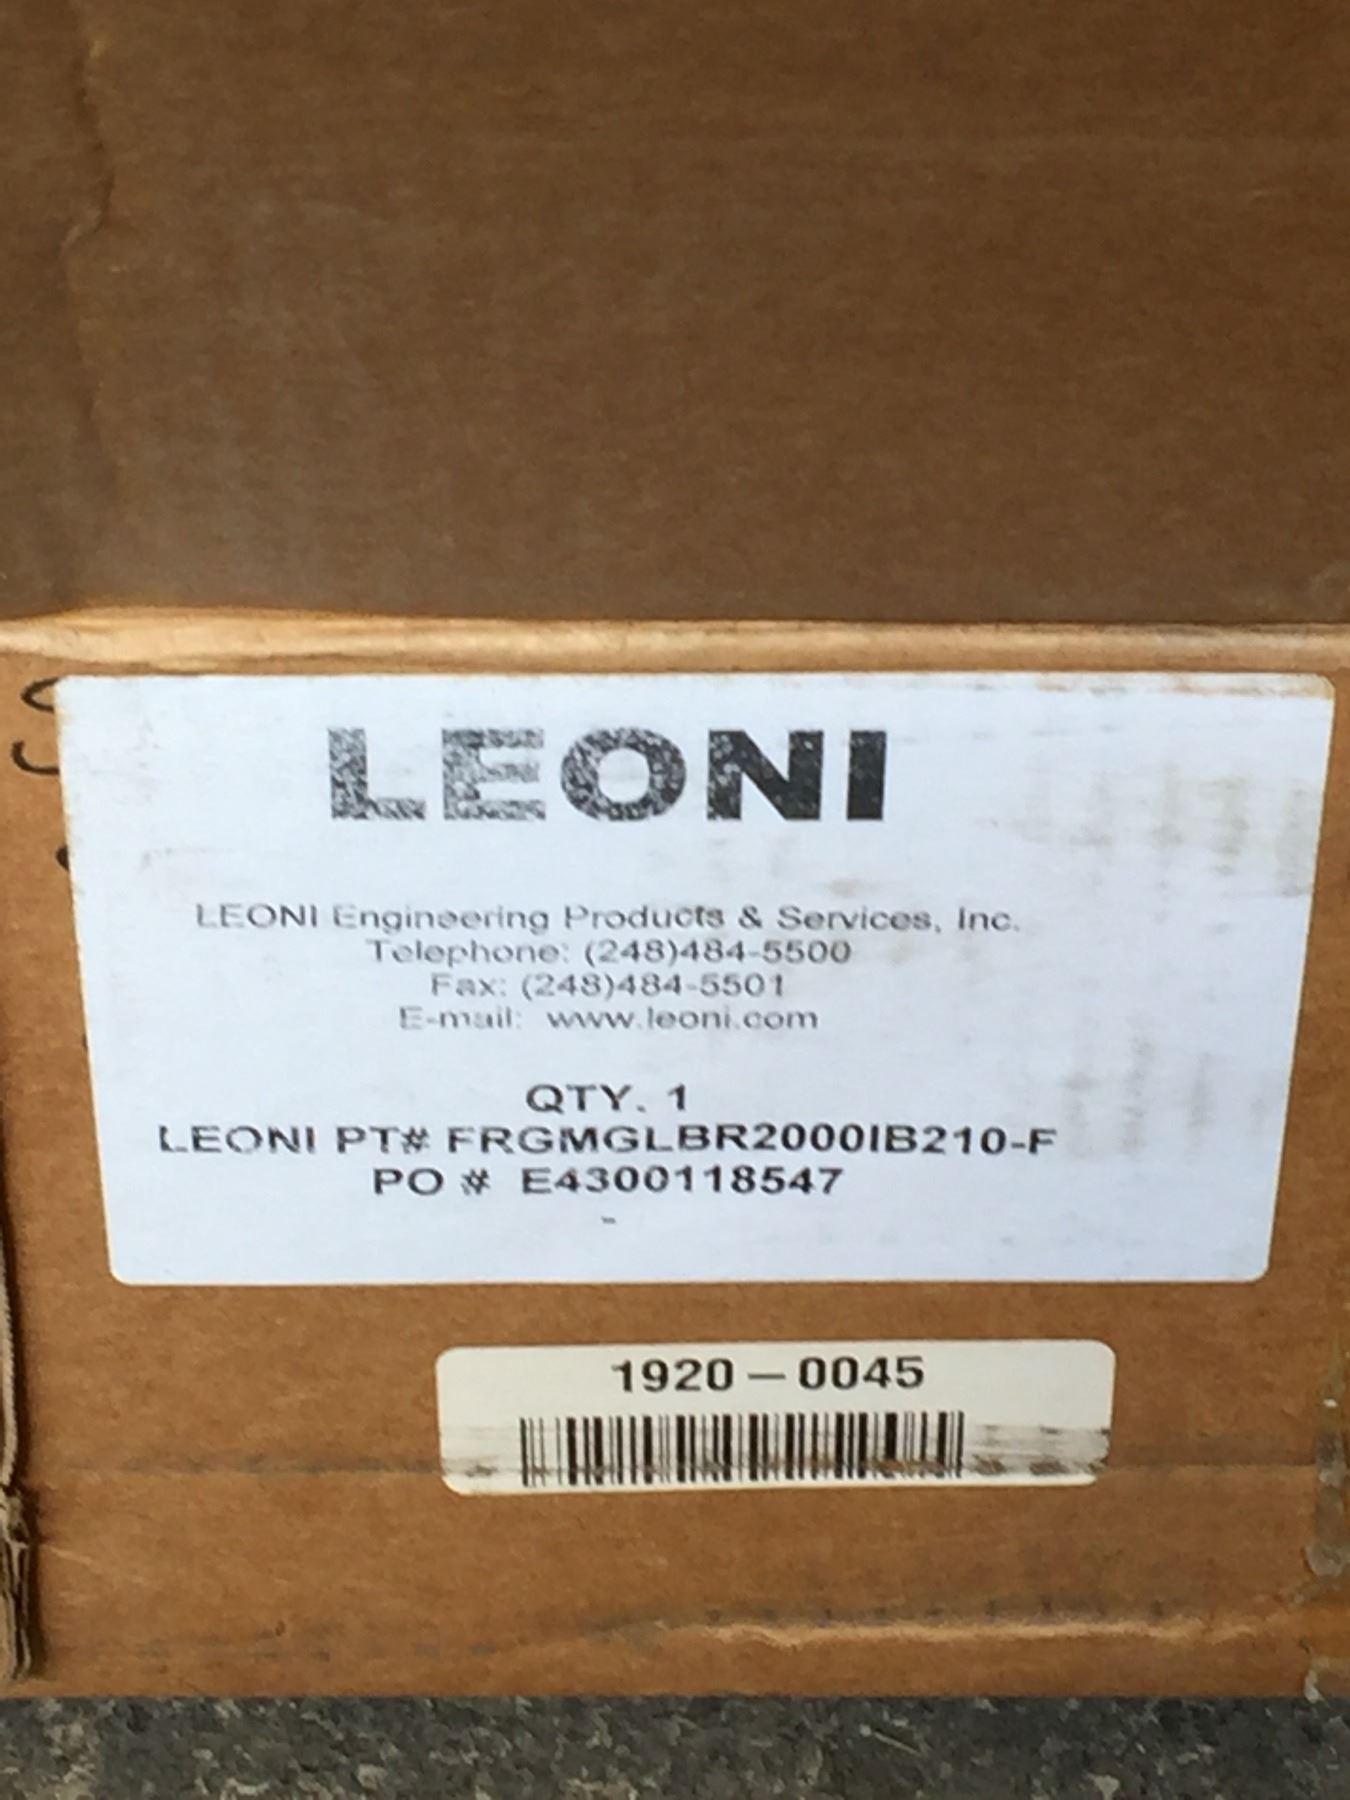 LEONI
LEONI Engineering Products & Services, Inc.
Telephone: (248)484-5500
Fax: (248)484-5501
E-mail: www.leoni.com
QTY. 1
LEONI PT# FRGMGLBR2000IB210-F
PO # E4300118547
-
1920-0045